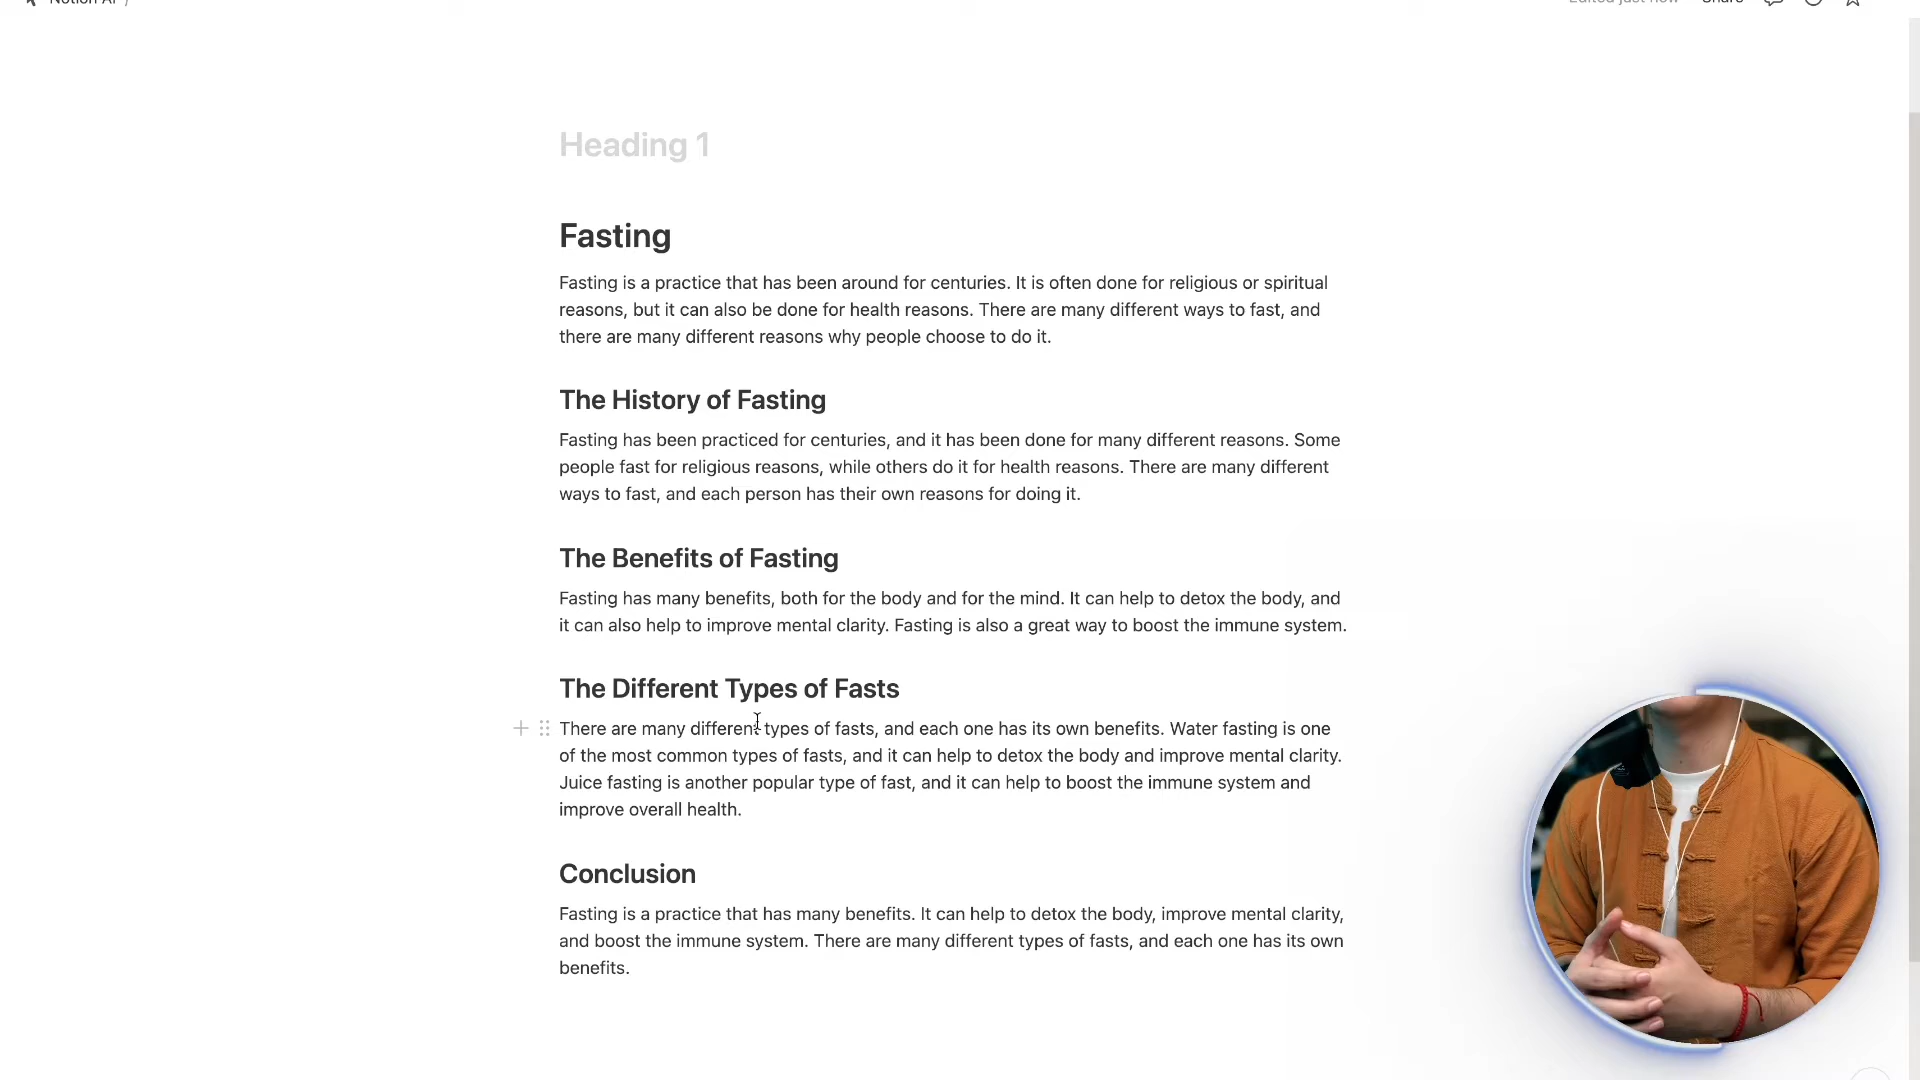 Notion AI /
Edited just now Share
Heading 1
Fasting
Fasting is a practice that has been around for centuries. It is often done for religious or spiritual
reasons, but it can also be done for health reasons. There are many different ways to fast, and
there are many different reasons why people choose to do it.
The History of Fasting
Fasting has been practiced for centuries, and it has been done for many different reasons. Some
people fast for religious reasons, while others do it for health reasons. There are many different
ways to fast, and each person has their own reasons for doing it.
The Benefits of Fasting
Fasting has many benefits, both for the body and for the mind. It can help to detox the body, and
it can also help to improve mental clarity. Fasting is also a great way to boost the immune system.
The Different Types of Fasts
There are many different types of fasts, and each one has its own benefits. Water fasting is one
of the most common types of fasts, and it can help to detox the body and improve mental clarity.
Juice fasting is another popular type of fast, and it can help to boost the immune system and
improve overall health.
Conclusion
Fasting is a practice that has many benefits. It can help to detox the body, improve mental clarity,
and boost the immune system. There are many different types of fasts, and each one has its own
benefits.